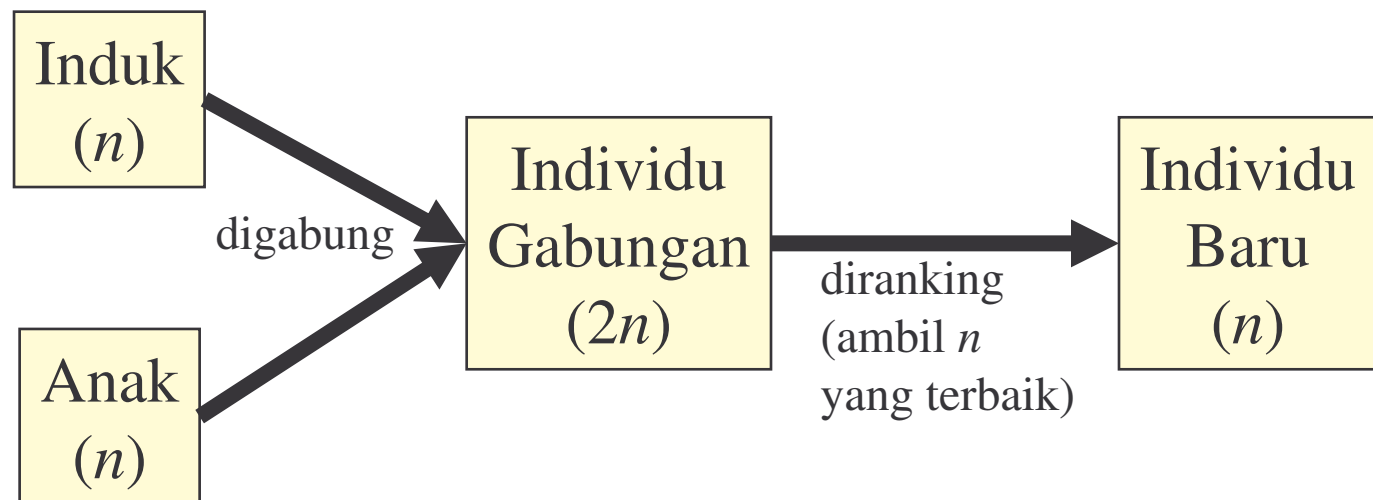 Induk
(n)
Anak
(n)
digabung
Individu
Gabungan
(2n)
diranking
(ambil n
yang terbaik)
Individu
Baru
(n)